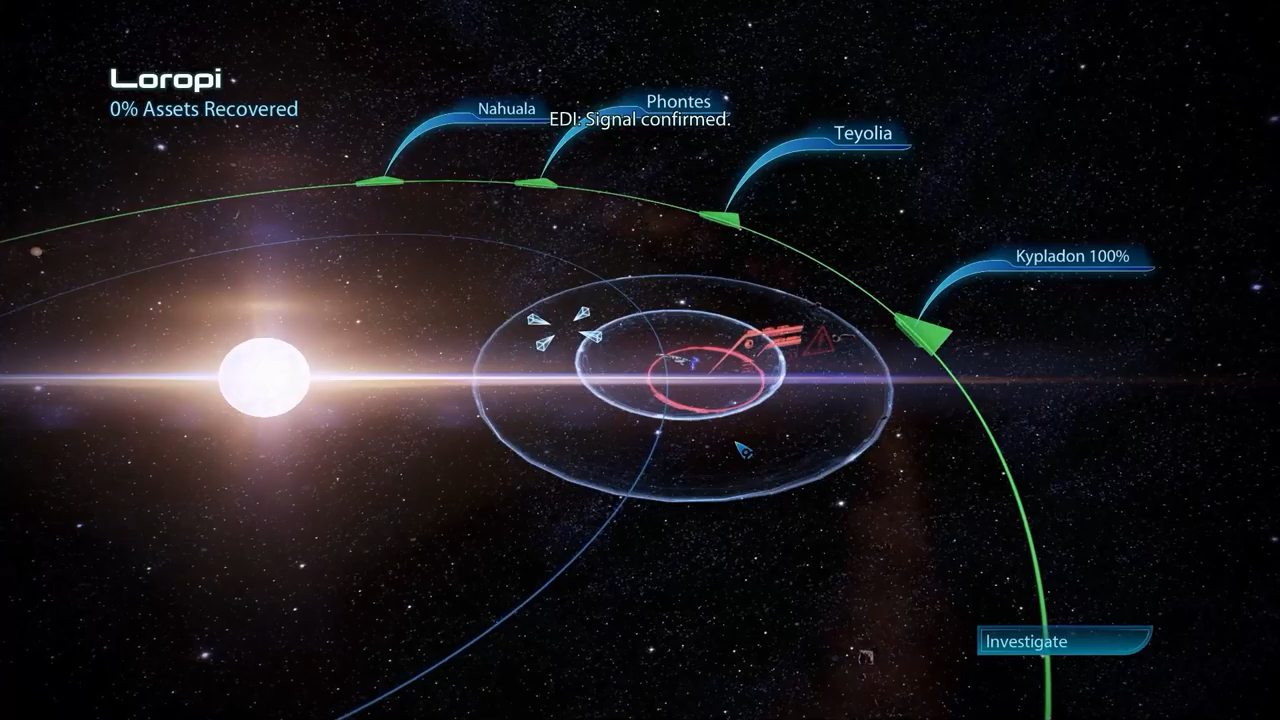 Loropi
0% Assets Recovered
Nahuala
Phontes
EDI: Signal confirmed.
Teyolia
Kypladon 100%
Investigate